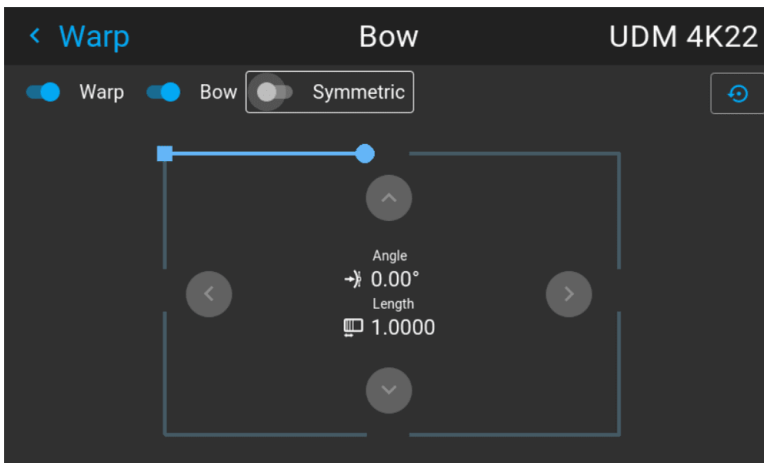 Warp Bow UDM 4K22
Warp Bow Symmetric
Angle
0.00°
Length
1.0000